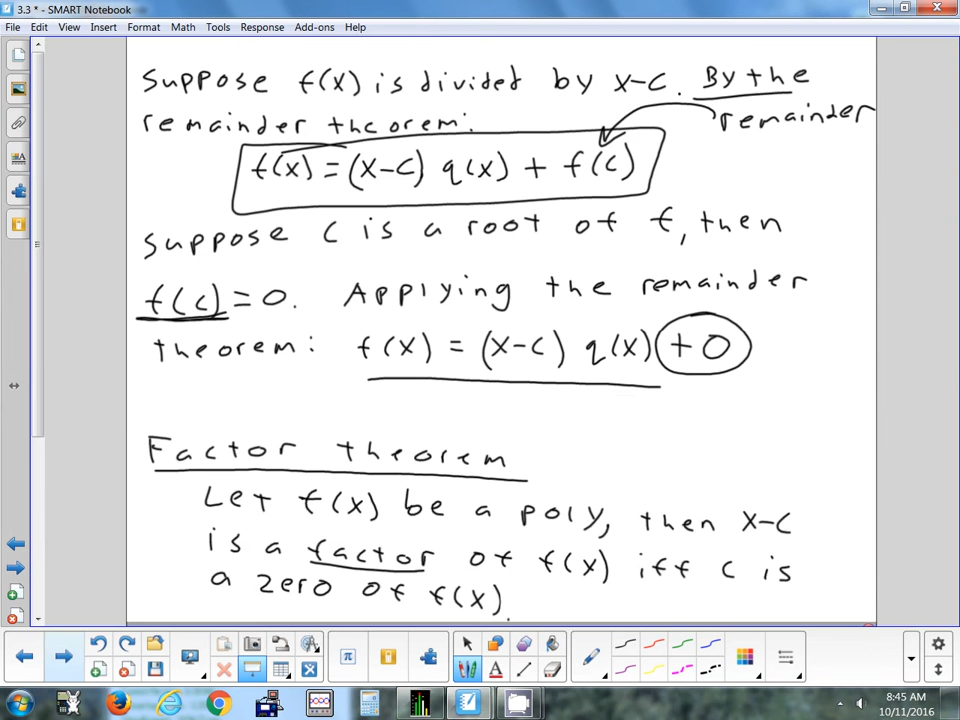 3.3 * - SMART Notebook
File Edit View Insert Format Math Tools Response Add-ons Help
Suppose f(x) is divided by x-c. By the
remainder theorem:
remainder
f(x) = (x-c) q(x) + f(c)
Suppose c is a root of f, then
f(c) = 0. Applying the remainder
theorem: f(x) = (x-c) q(x) + 0
Factor theorem
Let f(x) be a poly, then x-c
is a factor of f(x) iff c is
a zero of f(x)
8:45 AM
10/11/2016